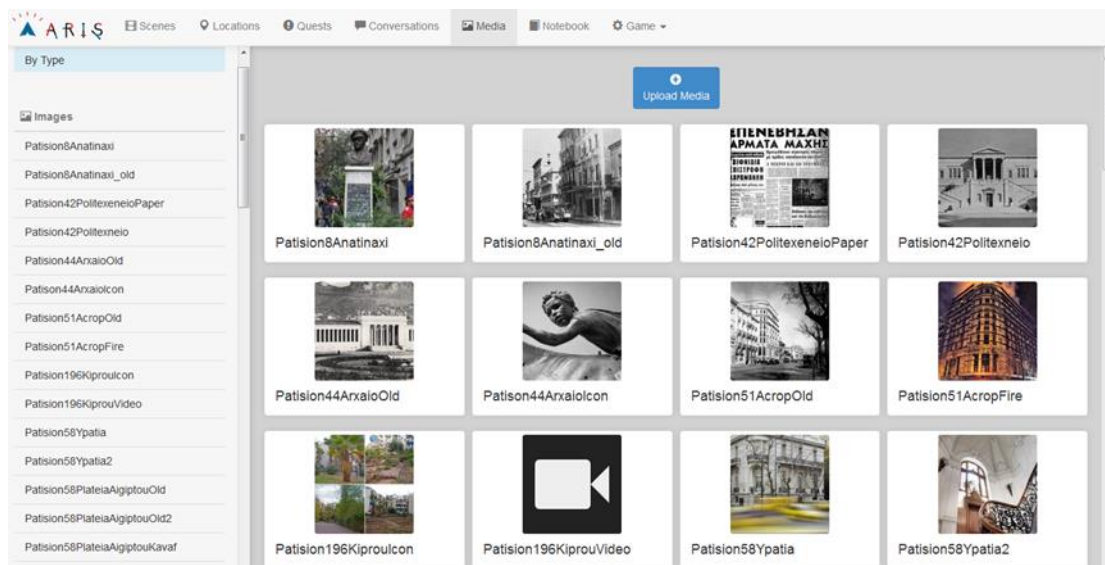 ARIS
Scenes
Locations
Quests
Conversations
Media
Notebook
Game
By Type
Images
Patision8Anatinaxi
Patision8Anatinaxi_old
Patision42PolitexeneioPaper
Patision42Politexneio
Patision44ArxaioOld
Patison44ArxaioIcon
Patision51AcropOld
Patision51AcropFire
Patision196KiprouIcon
Patision196KiprouVideo
Patision58Ypatia
Patision58Ypatia2
Patision58PlateiaAigiptouOld
Patision58PlateiaAigiptouOld2
Patision58PlateiaAigiptouKavaf
Upload Media
Patision8Anatinaxi
Patision8Anatinaxi_old
ΕΠΕΝΕΒΗΣΑΝ
ΑΡΜΑΤΑ ΜΑΧΗΣ
Patision42PolitexeneioPaper
Patision42Politexneio
Patision44ArxaioOld
Patison44ArxaioIcon
Patision51AcropOld
Patision51AcropFire
Patision196KiprouIcon
Patision196KiprouVideo
Patision58Ypatia
Patision58Ypatia2